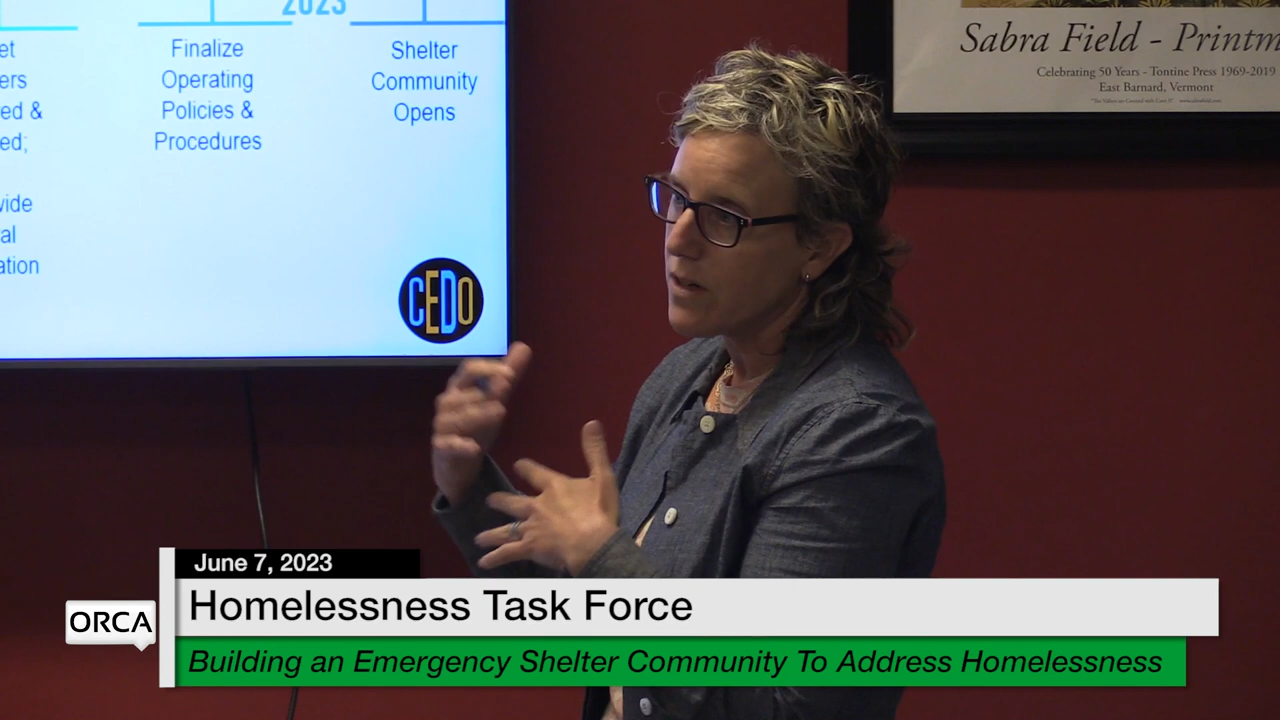 2023
Finalize
Operating
Policies &
Procedures
Shelter
Community
Opens
CEDO
Sabra Field - Printm
Celebrating 50 Years - Tontine Press 1969-2019
East Barnard, Vermont
June 7, 2023
ORCA
Homelessness Task Force
Building an Emergency Shelter Community To Address Homelessness